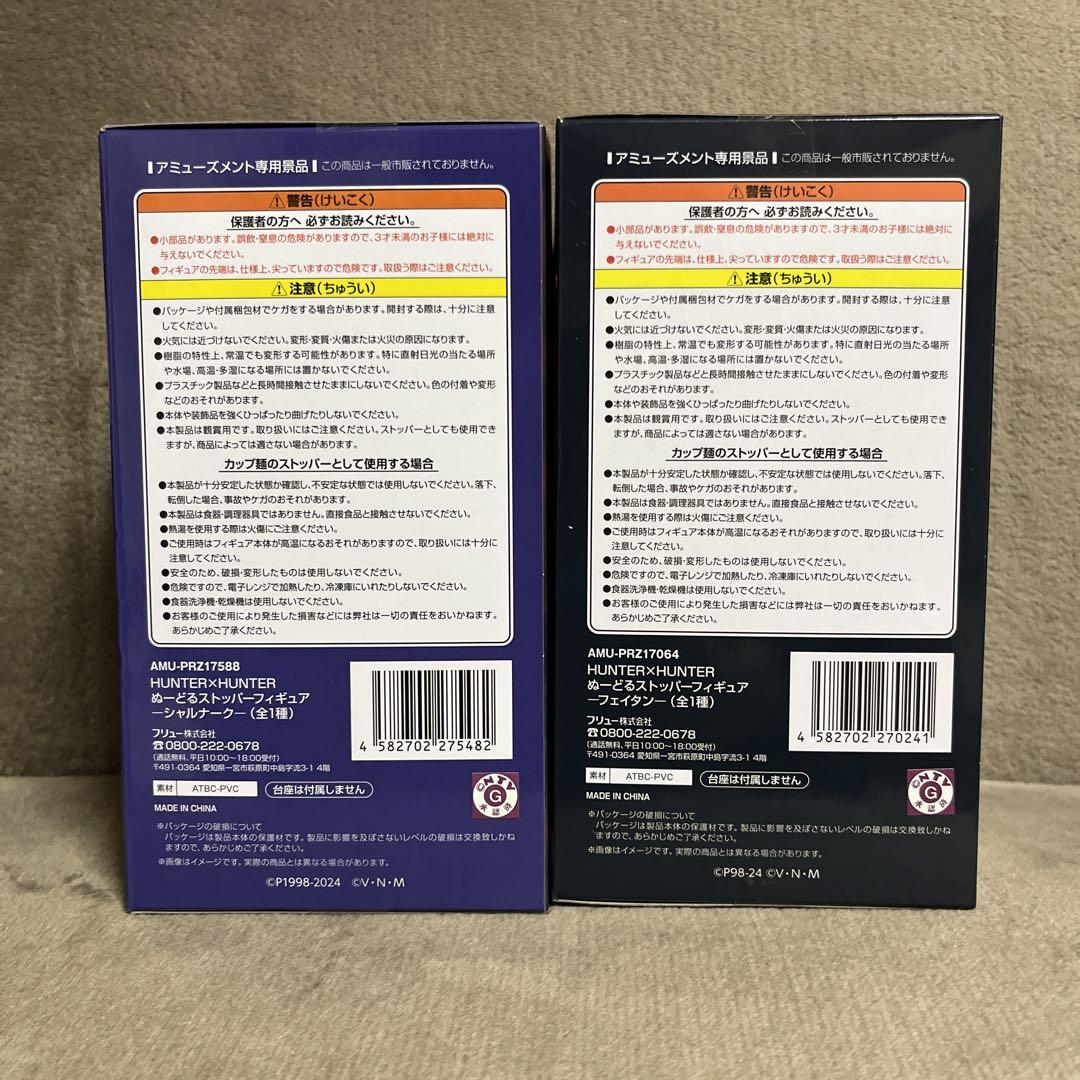 アミューズメント専用景品 この商品は一般市販されておりません。
⚠警告(けいこく)
保護者の方へ 必ずお読みください。
●小部品があります。誤飲・窒息の危険がありますので、3才未満のお子様には絶対に
与えないでください。
●フィギュアの先端は、仕様上、尖っていますので危険です。取扱う際はご注意ください。
⚠注意(ちゅうい)
●パッケージや付属梱包材でケガをする場合があります。開封する際は、十分に注意
してください。
●火気には近づけないでください。変形・変質・火傷または火災の原因になります。
●樹脂の特性上、常温でも変形する可能性があります。特に直射日光の当たる場所
や水場、高温・多湿になる場所には置かないでください。
●プラスチック製品などと長時間接触させたままにしないでください。色の付着や変形
などのおそれがあります。
●本体や装飾品を強くひっぱったり曲げたりしないでください。
●本製品は観賞用です。取り扱いにはご注意ください。ストッパーとしても使用でき
ますが、商品によっては適さない場合があります。
カップ麺のストッパーとして使用する場合
●本製品が十分安定した状態か確認し、不安定な状態では使用しないでください。落下、
転倒した場合、事故やケガのおそれがあります。
●本製品は食器・調理器具ではありません。直接食品と接触させないでください。
●熱湯を使用する際は火傷にご注意ください。
●ご使用時はフィギュア本体が高温になるおそれがありますので、取り扱いには十分に
注意してください。
●安全のため、破損・変形したものは使用しないでください。
●危険ですので、電子レンジで加熱したり、冷凍庫にいれたりしないでください。
●食器洗浄機・乾燥機は使用しないでください。
●お客様のご使用により発生した損害などには弊社は一切の責任をおいかねます。
あらかじめご了承ください。
AMU-PRZ17588
HUNTER×HUNTER
ぬーどるストッパーフィギュア
―シャルナーク―(全1種)
フリュー株式会社
☎0800-222-0678
(通話無料、平日10:00~18:00受付)
〒491-0364 愛知県一宮市萩原町中島字流3-1 4階
4 582702 275482
素材 ATBC-PVC 台座は付属しません
MADE IN CHINA
©NTV
G
承認済
※パッケージの破損について
パッケージは製品本体の保護材です。製品に影響を及ぼさないレベルの破損は交換致しかね
ますので、あらかじめご了承ください。
※画像はイメージです。実際の商品とは異なる場合があります。
©P1998-2024 ©V・N・M
アミューズメント専用景品 この商品は一般市販されておりません。
⚠警告(けいこく)
保護者の方へ 必ずお読みください。
●小部品があります。誤飲・窒息の危険がありますので、3才未満のお子様には絶対に
与えないでください。
●フィギュアの先端は、仕様上、尖っていますので危険です。取扱う際はご注意ください。
⚠注意(ちゅうい)
●パッケージや付属梱包材でケガをする場合があります。開封する際は、十分に注意
してください。
●火気には近づけないでください。変形・変質・火傷または火災の原因になります。
●樹脂の特性上、常温でも変形する可能性があります。特に直射日光の当たる場所
や水場、高温・多湿になる場所には置かないでください。
●プラスチック製品などと長時間接触させたままにしないでください。色の付着や変形
などのおそれがあります。
●本体や装飾品を強くひっぱったり曲げたりしないでください。
●本製品は観賞用です。取り扱いにはご注意ください。ストッパーとしても使用でき
ますが、商品によっては適さない場合があります。
カップ麺のストッパーとして使用する場合
●本製品が十分安定した状態か確認し、不安定な状態では使用しないでください。落下、
転倒した場合、事故やケガのおそれがあります。
●本製品は食器・調理器具ではありません。直接食品と接触させないでください。
●熱湯を使用する際は火傷にご注意ください。
●ご使用時はフィギュア本体が高温になるおそれがありますので、取り扱いには十分に
注意してください。
●安全のため、破損・変形したものは使用しないでください。
●危険ですので、電子レンジで加熱したり、冷凍庫にいれたりしないでください。
●食器洗浄機・乾燥機は使用しないでください。
●お客様のご使用により発生した損害などには弊社は一切の責任をおいかねます。
あらかじめご了承ください。
AMU-PRZ17064
HUNTER×HUNTER
ぬーどるストッパーフィギュア
―フェイタン―(全1種)
フリュー株式会社
☎0800-222-0678
(通話無料、平日10:00~18:00受付)
〒491-0364 愛知県一宮市萩原町中島字流3-1 4階
4 582702 270241
素材 ATBC-PVC 台座は付属しません
MADE IN CHINA
©NTV
G
承認済
※パッケージの破損について
パッケージは製品本体の保護材です。製品に影響を及ぼさないレベルの破損は交換致しかね
ますので、あらかじめご了承ください。
※画像はイメージです。実際の商品とは異なる場合があります。
©P98-24 ©V・N・M